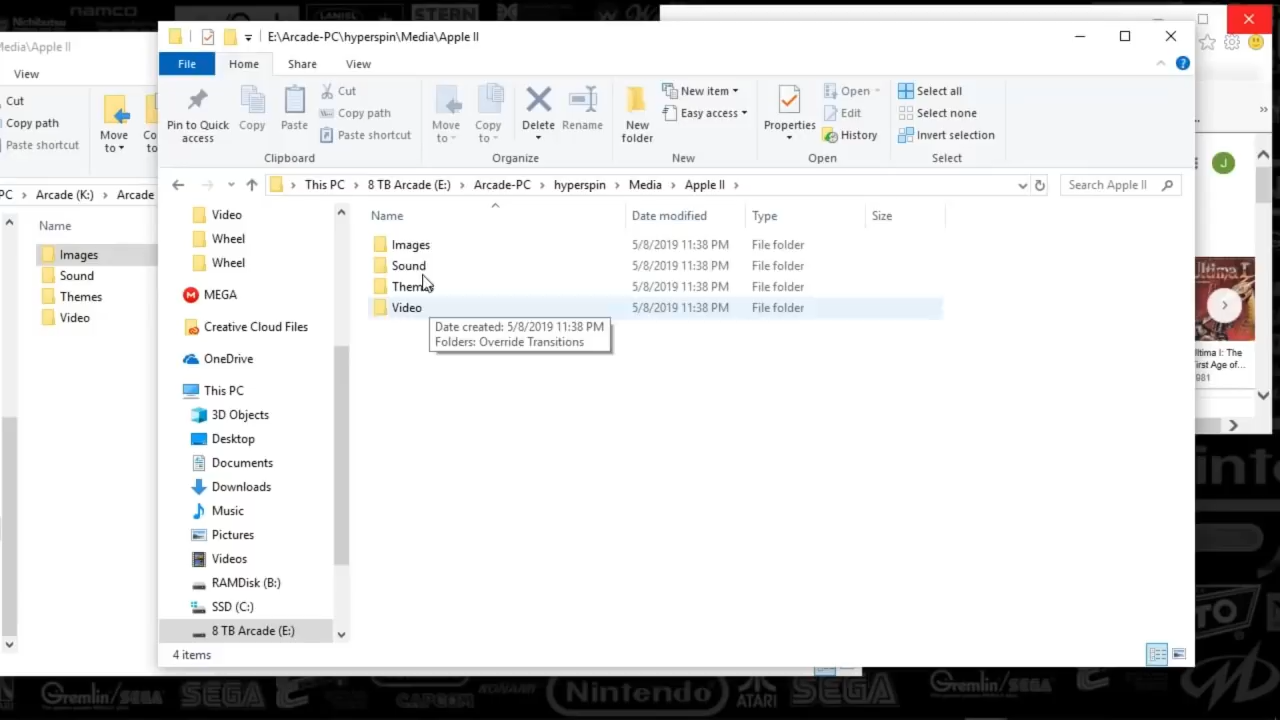 Nichibutsu
namco
STERN
Media\Apple II
View
Cut
Copy path
Paste shortcut
Move
to
PC
Arcade (K:)
Arcade
Name
Images
Sound
Themes
Video
E:\Arcade-PC\hyperspin\Media\Apple II
File
Home
Share
View
Pin to Quick
access
Copy
Paste
Cut
Copy path
Paste shortcut
Clipboard
Move
to
Copy
to
Delete
Rename
Organize
New
folder
New item
Easy access
New
Properties
Open
Edit
History
Open
Select all
Select none
Invert selection
Select
This PC
8 TB Arcade (E:)
Arcade-PC
hyperspin
Media
Apple II
Search Apple II
Video
Wheel
Wheel
MEGA
Creative Cloud Files
OneDrive
This PC
3D Objects
Desktop
Documents
Downloads
Music
Pictures
Videos
RAMDisk (B:)
SSD (C:)
8 TB Arcade (E:)
Name Date modified Type Size
Images 5/8/2019 11:38 PM File folder
Sound 5/8/2019 11:38 PM File folder
Themes 5/8/2019 11:38 PM File folder
Video 5/8/2019 11:38 PM File folder
Date created: 5/8/2019 11:38 PM
Folders: Override Transitions
4 items
J
Ultima I
ltima I: The
irst Age of...
981
Gremlin/SEGA
SEGA
CAPCOM
KONAMI
Nintendo
ATARI
SEGA
Gremlin/SEGA